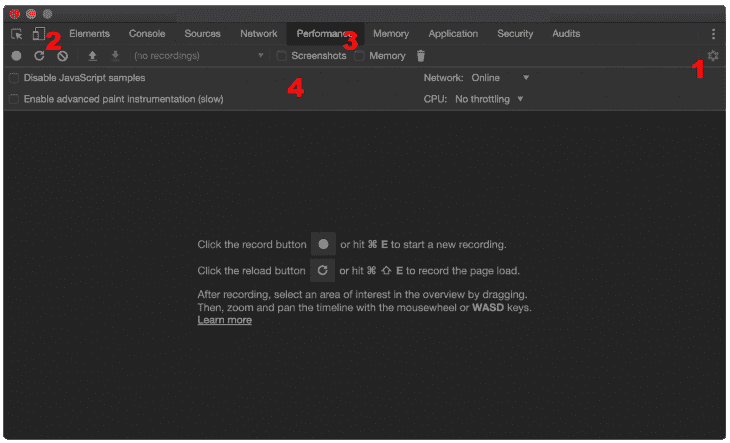 Elements Console Sources Network Performance Memory Application Security Audits
2 3
(no recordings) Screenshots Memory
1
Disable JavaScript samples Network: Online
4
Enable advanced paint instrumentation (slow) CPU: No throttling
Click the record button or hit ⌘ E to start a new recording.
Click the reload button or hit ⌘ ⇧ E to record the page load.
After recording, select an area of interest in the overview by dragging.
Then, zoom and pan the timeline with the mousewheel or WASD keys.
Learn more